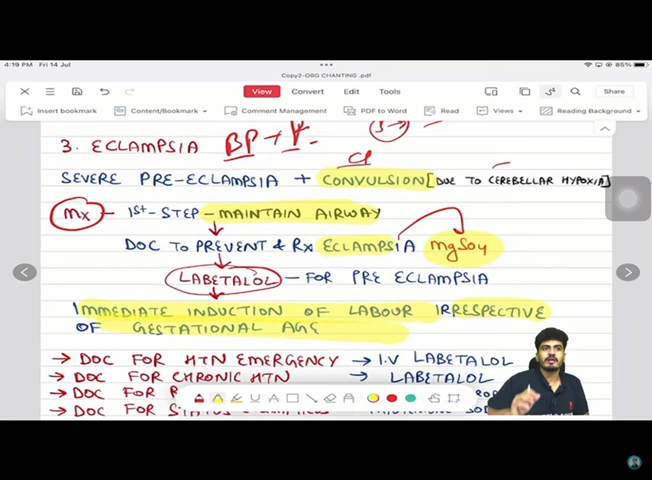 4:19 PM Fri 14 Jul
85%
Copy2-OBG CHANTING .pdf
View Convert Edit Tools
Share
Insert bookmark Content/Bookmark Comment Management PDF to Word Read Views Reading Background
3. ECLAMPSIA BP +
SEVERE PRE-ECLAMPSIA + CONVULSION [DUE TO CEREBELLAR HYPOXIA]
Mx - 1st-STEP - MAINTAIN AIRWAY
DOC TO PREVENT & Rx ECLAMPSIA MgSO4
LABETALOL - FOR PRE ECLAMPSIA
IMMEDIATE INDUCTION OF LABOUR IRRESPECTIVE
OF GESTATIONAL AGE
→ DOC FOR HTN EMERGENCY → I.V LABETALOL
→ DOC FOR CHRONIC HTN → LABETALOL
→ DOC FOR
→ DOC FOR STATUS